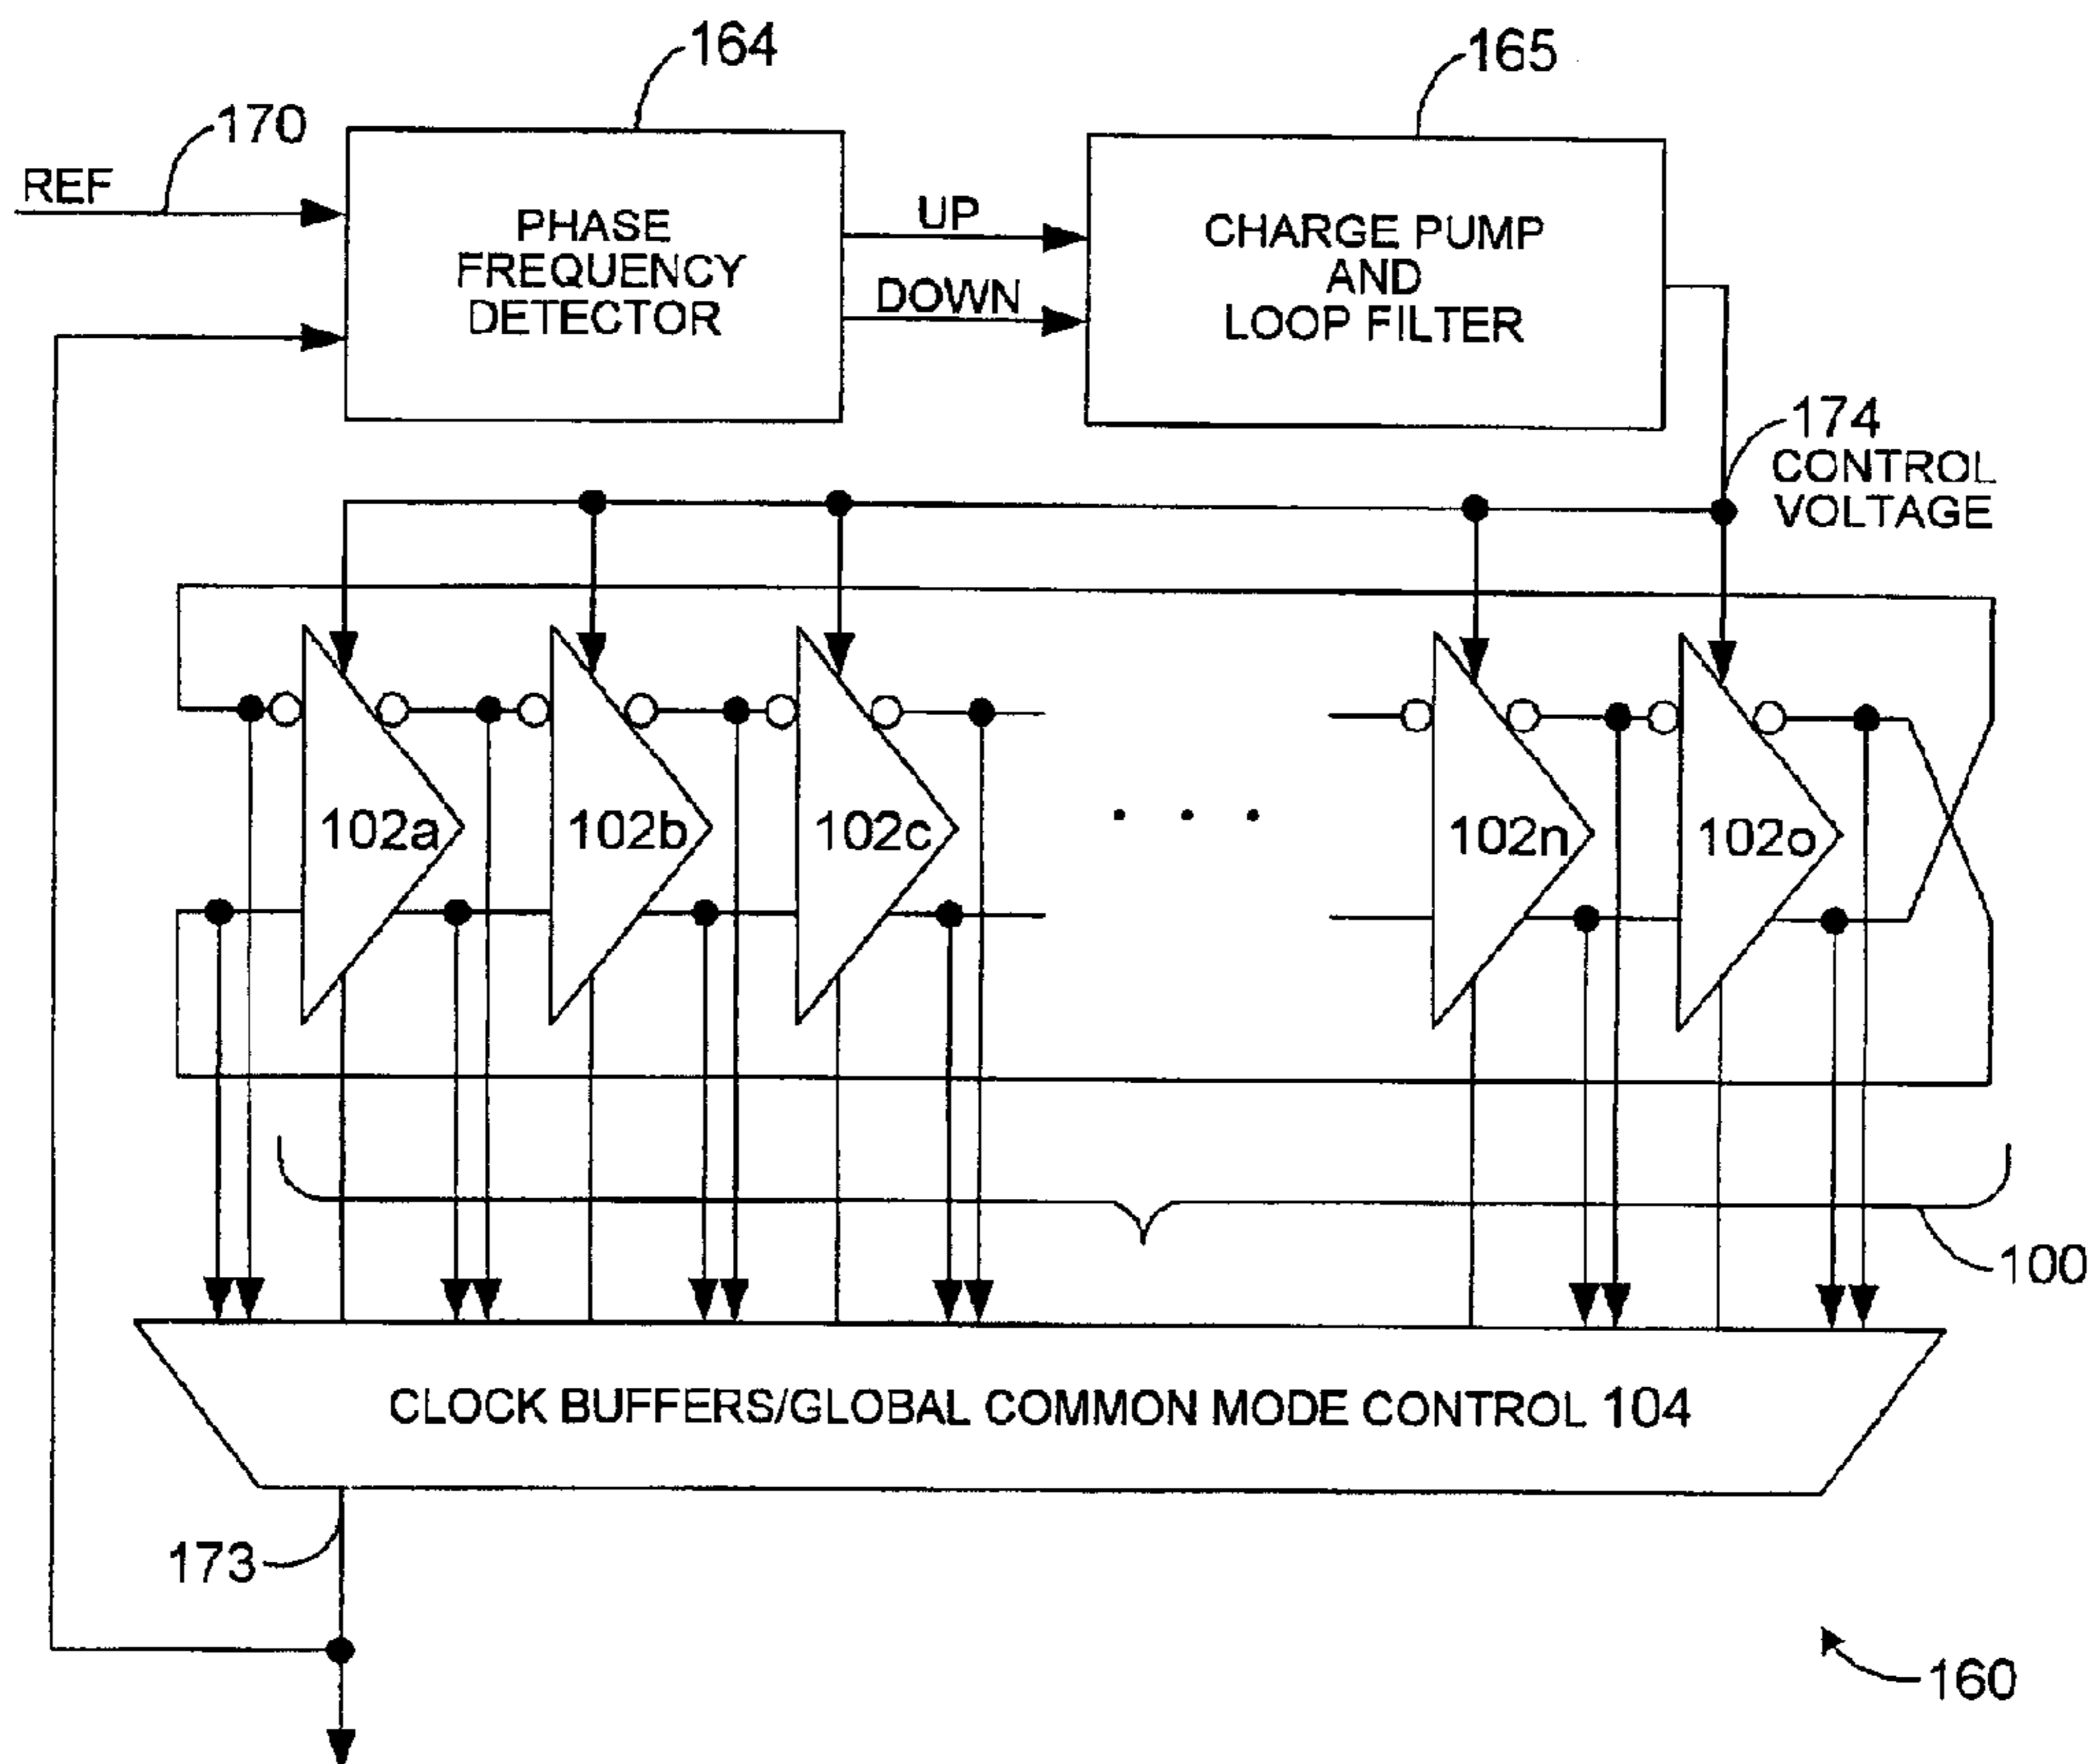 164
165
170
REF
PHASE
FREQUENCY
DETECTOR
UP
DOWN
CHARGE PUMP
AND
LOOP FILTER
174
CONTROL
VOLTAGE
102a
102b
102c
. . .
102n
102o
100
CLOCK BUFFERS/GLOBAL COMMON MODE CONTROL 104
173
160